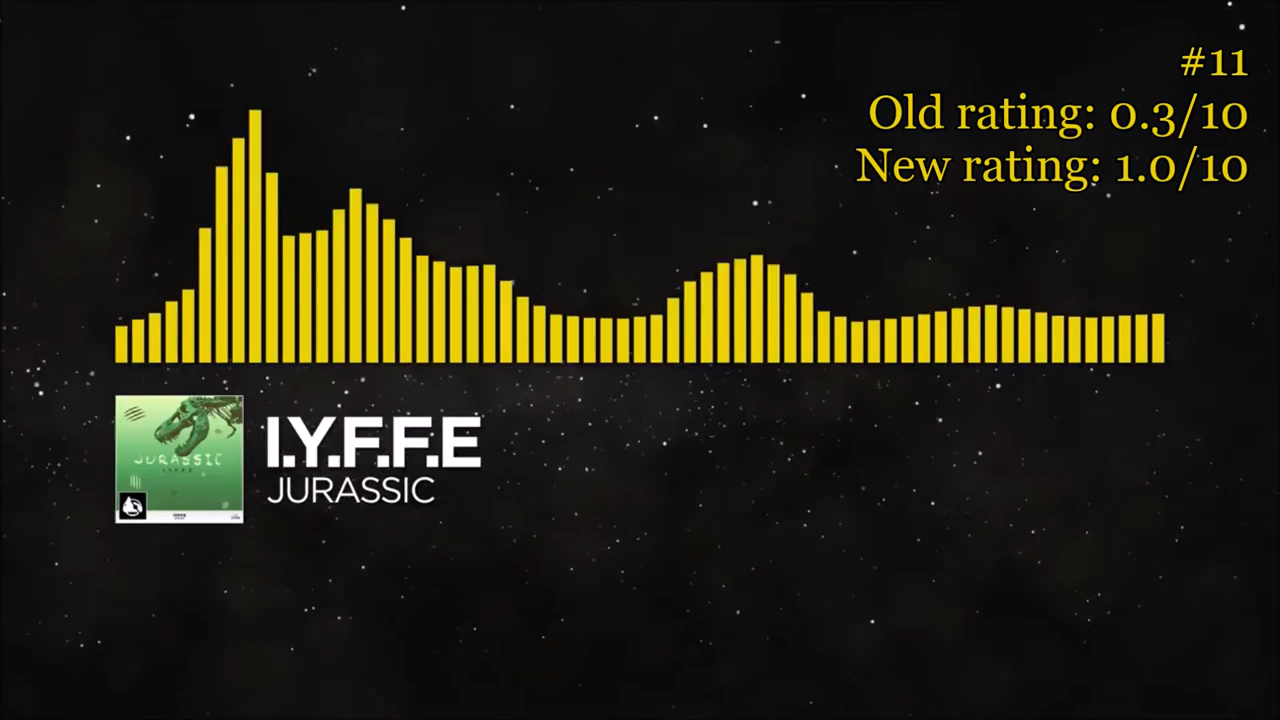 #11
Old rating: 0.3/10
New rating: 1.0/10
JURASSIC
I.Y.F.F.E
JURASSIC